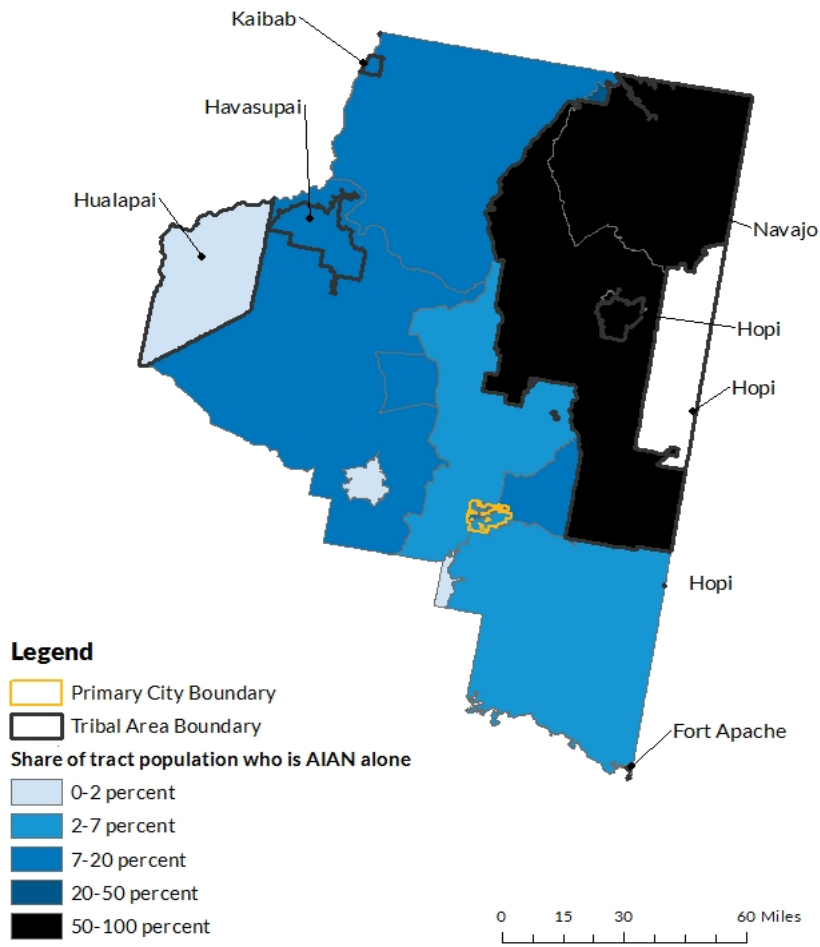 Kaibab
Havasupai
Hualapai
Navajo
Hopi
Hopi
Hopi
Fort Apache
Legend
Primary City Boundary
Tribal Area Boundary
Share of tract population who is AIAN alone
0-2 percent
2-7 percent
7-20 percent
20-50 percent
50-100 percent
0 15 30 60 Miles